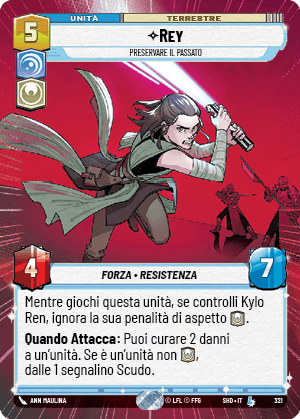 UNITÀ TERRESTRE
5
✧REY
PRESERVARE IL PASSATO
4
7
FORZA • RESISTENZA
Mentre giochi questa unità, se controlli Kylo
Ren, ignora la sua penalità di aspetto.
Quando Attacca: Puoi curare 2 danni
a un'unità. Se è un'unità non,
dalle 1 segnalino Scudo.
ANN MAULINA © LFL © FFG SHD • IT 321